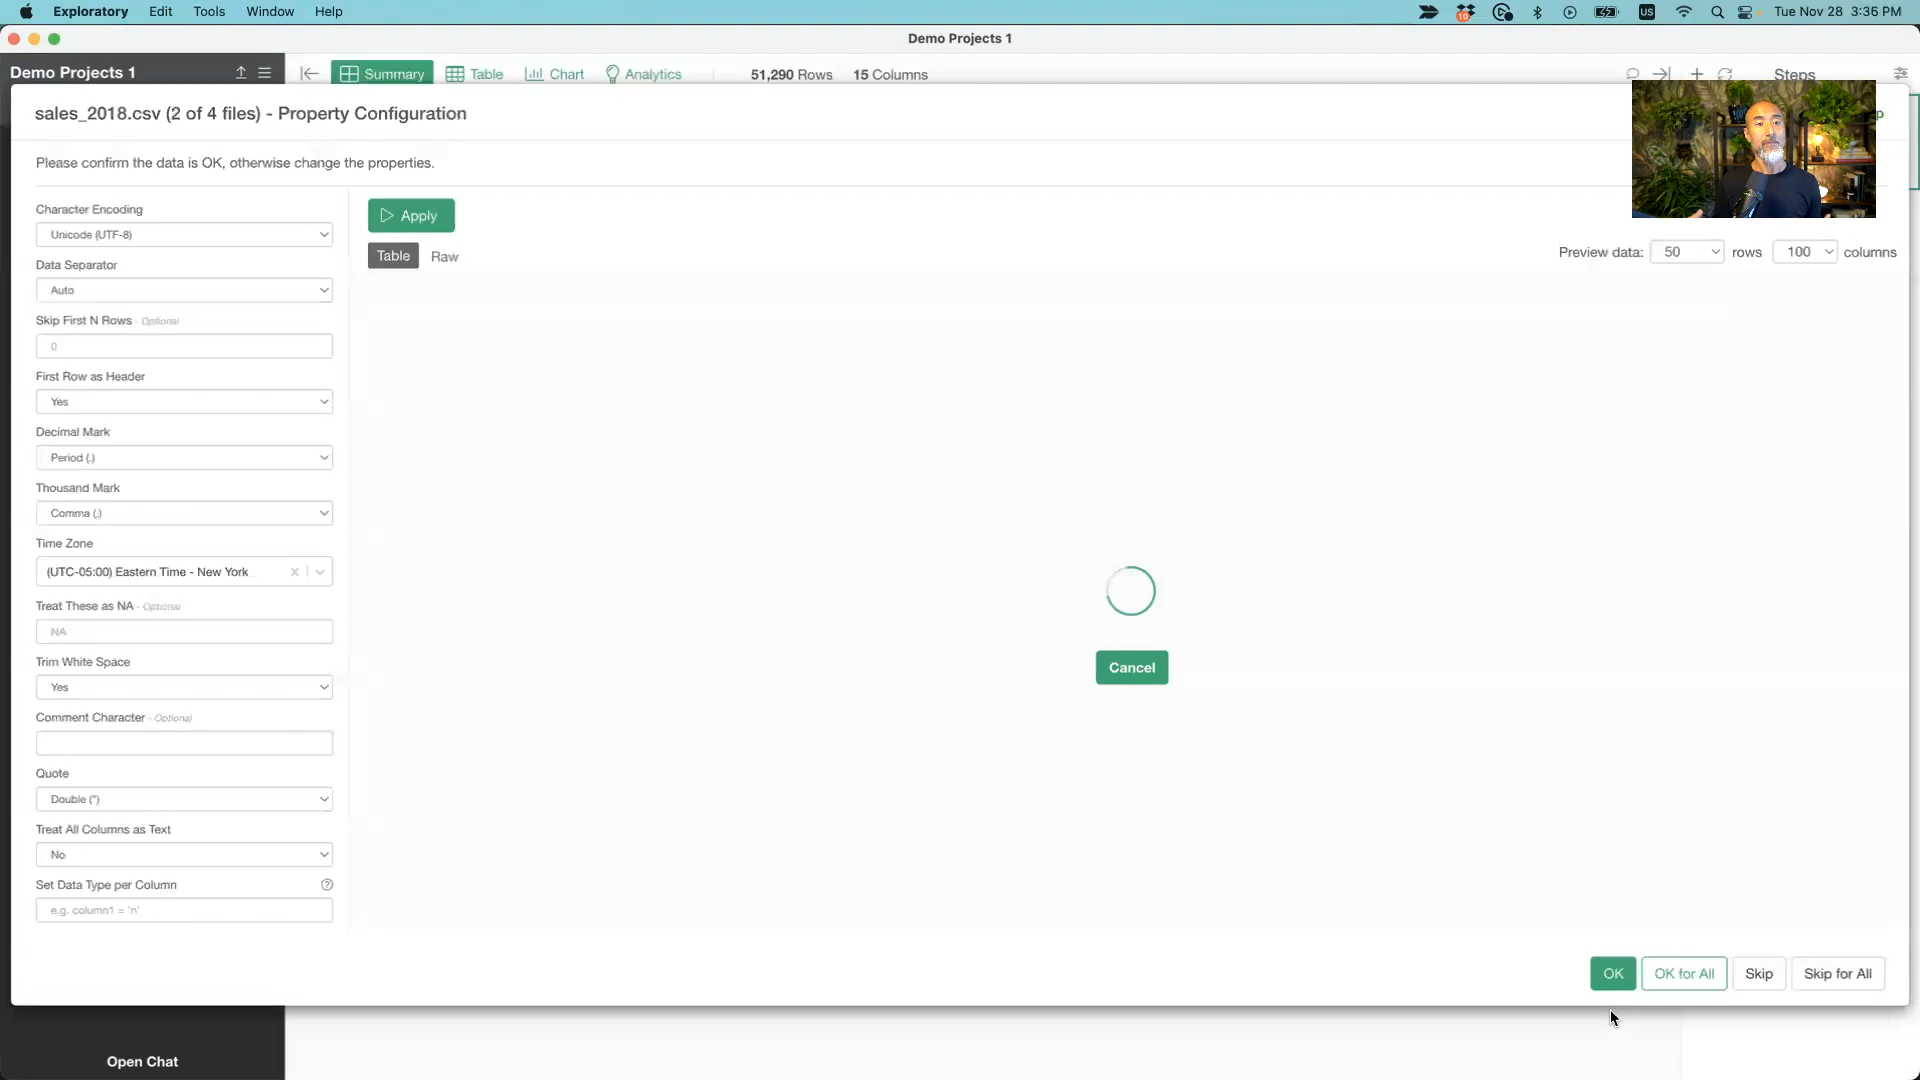 Exploratory Edit Tools Window Help
10
US
Tue Nov 28 3:36 PM
Demo Projects 1
Demo Projects 1
Summary Table Chart Analytics 51,290 Rows 15 Columns
Steps
sales_2018.csv (2 of 4 files) - Property Configuration
p
Please confirm the data is OK, otherwise change the properties.
Character Encoding
Unicode (UTF-8)
Data Separator
Auto
Skip First N Rows - Optional
0
First Row as Header
Yes
Decimal Mark
Period (.)
Thousand Mark
Comma (,)
Time Zone
(UTC-05:00) Eastern Time - New York
Treat These as NA - Optional
NA
Trim White Space
Yes
Comment Character - Optional
Quote
Double (")
Treat All Columns as Text
No
Set Data Type per Column ?
e.g. column1 = 'n'
Apply
Table Raw
Preview data: 50 rows 100 columns
Cancel
OK OK for All Skip Skip for All
Open Chat